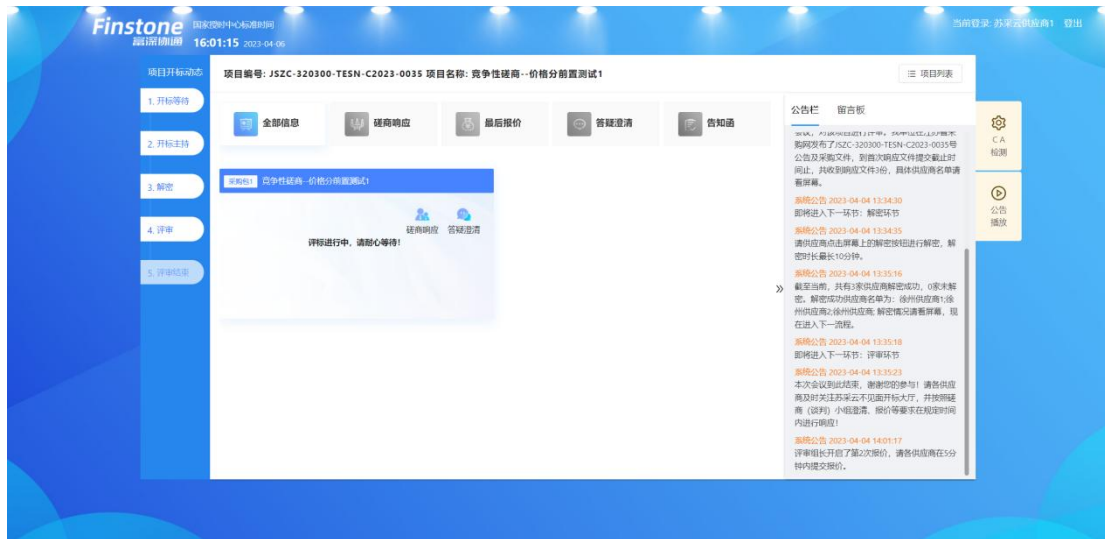 Finstone 国家授时中心标准时间
富深协通 16:01:15 2023-04-06
当前登录: 苏采云供应商1 登出
项目开标动态
1. 开标等待
2. 开标主持
3. 解密
4. 评审
5. 评审结束
项目编号: JSZC-320300-TESN-C2023-0035 项目名称: 竞争性磋商--价格分前置测试1
项目列表
全部信息
磋商响应
最后报价
答疑澄清
告知函
采购包1 竞争性磋商--价格分前置测试1
磋商响应 答疑澄清
评标进行中，请耐心等待!
公告栏 留言板
会议，对该项目进行评审。我单位在江苏省采
购网发布了JSZC-320300-TESN-C2023-0035号
公告及采购文件，到首次响应文件提交截止时
间止，共收到响应文件3份，具体供应商名单请
看屏幕。
系统公告 2023-04-04 13:34:30
即将进入下一环节：解密环节
系统公告 2023-04-04 13:34:35
请供应商点击屏幕上的解密按钮进行解密，解
密时长最长10分钟。
系统公告 2023-04-04 13:35:16
截至当前，共有3家供应商解密成功，0家未解
密。解密成功供应商名单为：徐州供应商1;徐
州供应商2;徐州供应商; 解密情况请看屏幕，现
在进入下一流程。
系统公告 2023-04-04 13:35:18
即将进入下一环节：评审环节
系统公告 2023-04-04 13:35:23
本次会议到此结束，谢谢您的参与！请各供应
商及时关注苏采云不见面开标大厅，并按照磋
商（谈判）小组澄清、报价等要求在规定时间
内进行响应！
系统公告 2023-04-04 14:01:17
评审组长开启了第2次报价，请各供应商在5分
钟内提交报价。
CA
检测
公告
播放